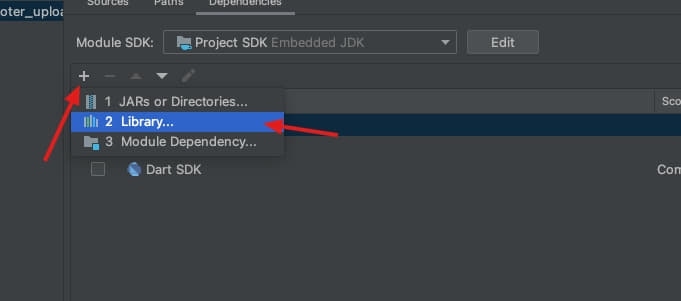 Sources Paths Dependencies
oter_uploa
Module SDK: Project SDK Embedded JDK Edit
1 JARs or Directories...
Sco
2 Library...
3 Module Dependency...
Dart SDK Com